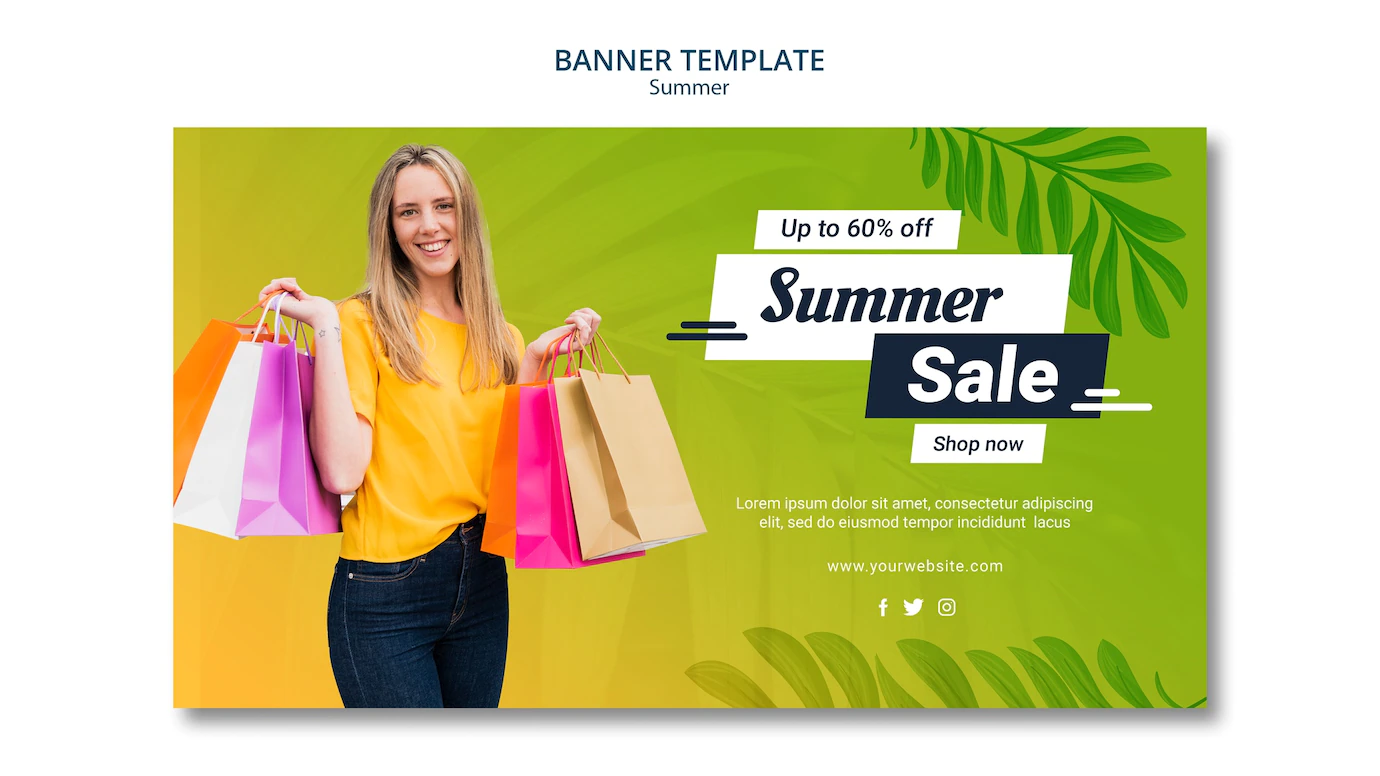 BANNER TEMPLATE
Summer
Up to 60% off
Summer
Sale
Shop now
Lorem ipsum dolor sit amet, consectetur adipiscing
elit, sed do eiusmod tempor incididunt lacus
www.yourwebsite.com